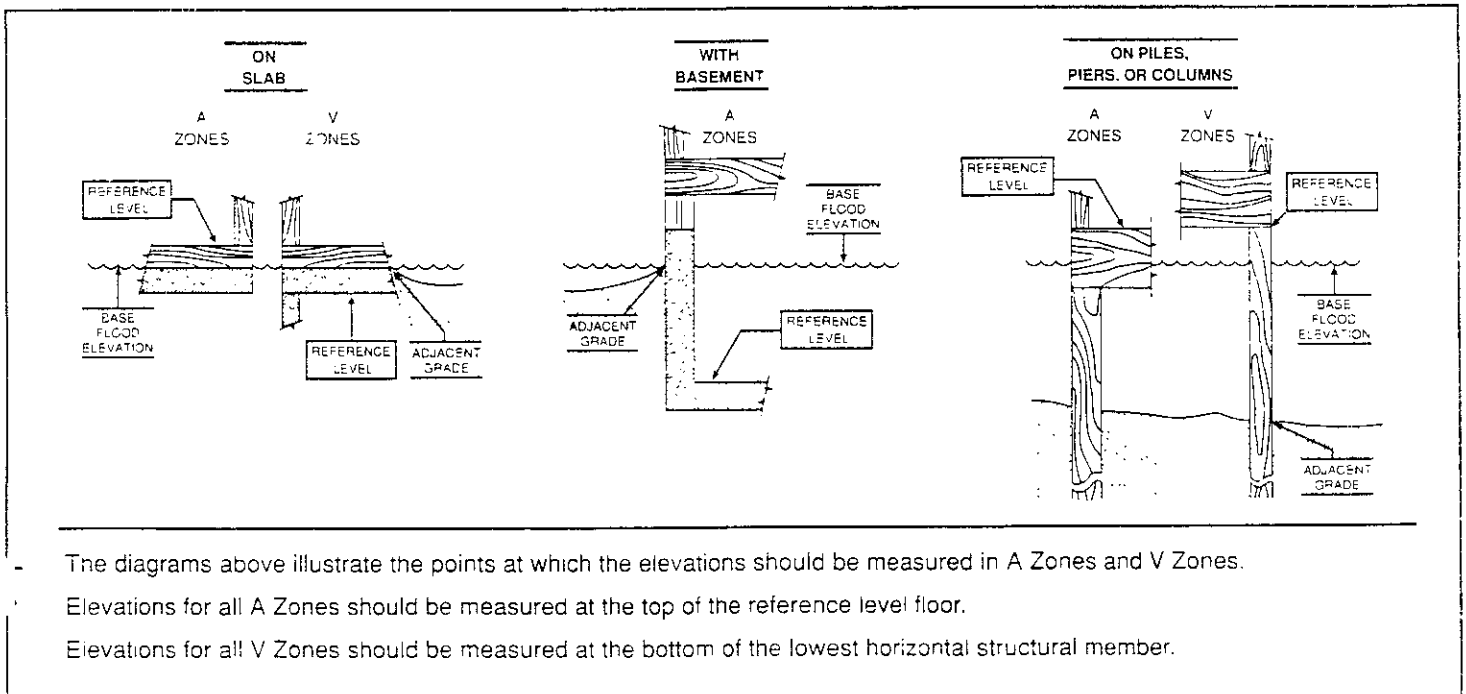 ON
SLAB
A
ZONES
V
ZONES
REFERENCE
LEVEL
BASE
FLOOD
ELEVATION
REFERENCE
LEVEL
ADJACENT
GRADE
WITH
BASEMENT
A
ZONES
BASE
FLOOD
ELEVATION
ADJACENT
GRADE
REFERENCE
LEVEL
ON PILES,
PIERS. OR COLUMNS
A
ZONES
V
ZONES
REFERENCE
LEVEL
REFERENCE
LEVEL
BASE
FLOOD
ELEVATION
ADJACENT
GRADE
The diagrams above illustrate the points at which the elevations should be measured in A Zones and V Zones.
Elevations for all A Zones should be measured at the top of the reference level floor.
Elevations for all V Zones should be measured at the bottom of the lowest horizontal structural member.